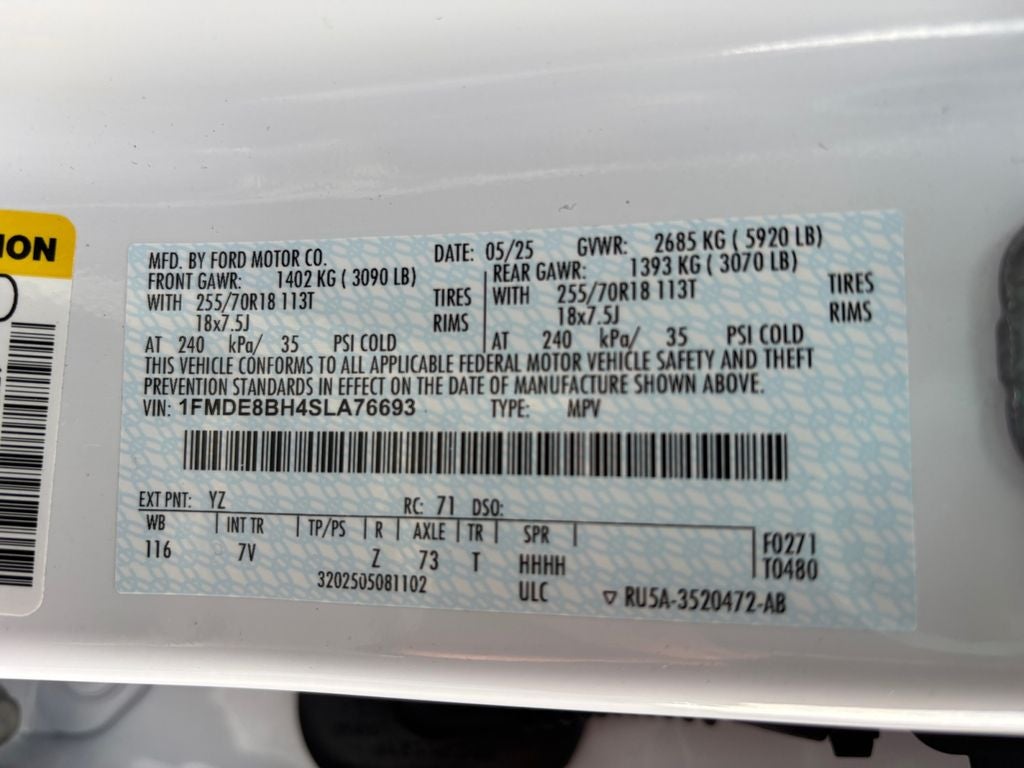 ION
MFD. BY FORD MOTOR CO. DATE: 05/25 GVWR: 2685 KG ( 5920 LB)
FRONT GAWR: 1402 KG ( 3090 LB) REAR GAWR: 1393 KG ( 3070 LB)
WITH 255/70R18 113T TIRES WITH 255/70R18 113T TIRES
18x7.5J RIMS 18x7.5J RIMS
AT 240 kPa/ 35 PSI COLD AT 240 kPa/ 35 PSI COLD
THIS VEHICLE CONFORMS TO ALL APPLICABLE FEDERAL MOTOR VEHICLE SAFETY AND THEFT
PREVENTION STANDARDS IN EFFECT ON THE DATE OF MANUFACTURE SHOWN ABOVE.
VIN: 1FMDE8BH4SLA76693 TYPE: MPV
EXT PNT: YZ RC: 71 DSO:
WB INT TR TP/PS R AXLE TR SPR
116 7V Z 73 T HHHH F0271
3202505081102 ULC T0480
RU5A-3520472-AB